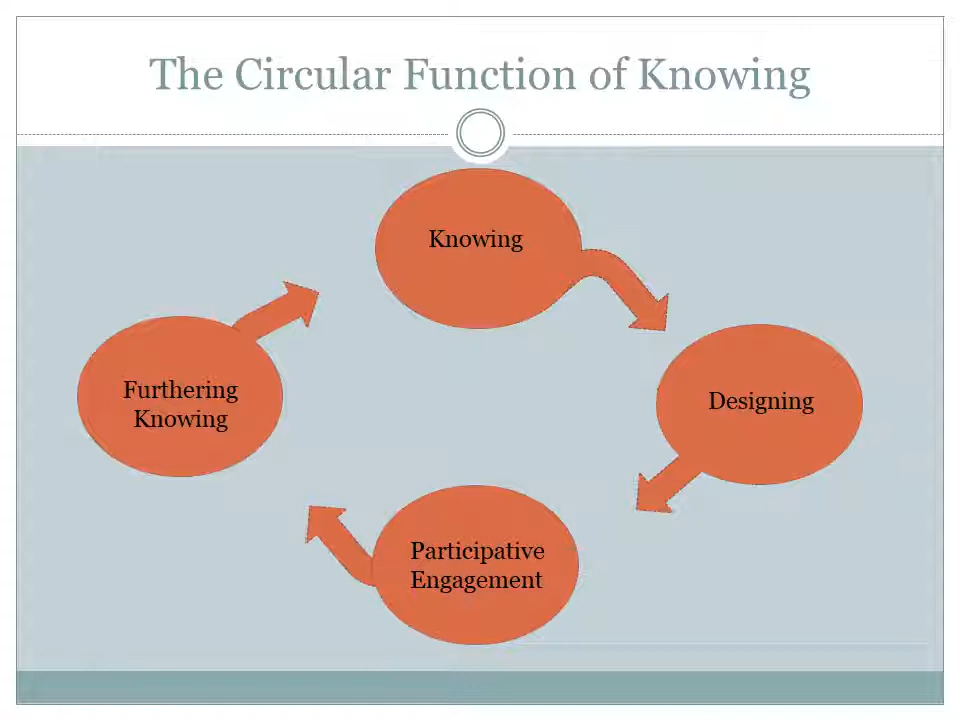 The Circular Function of Knowing
Knowing
Designing
Participative
Engagement
Furthering
Knowing